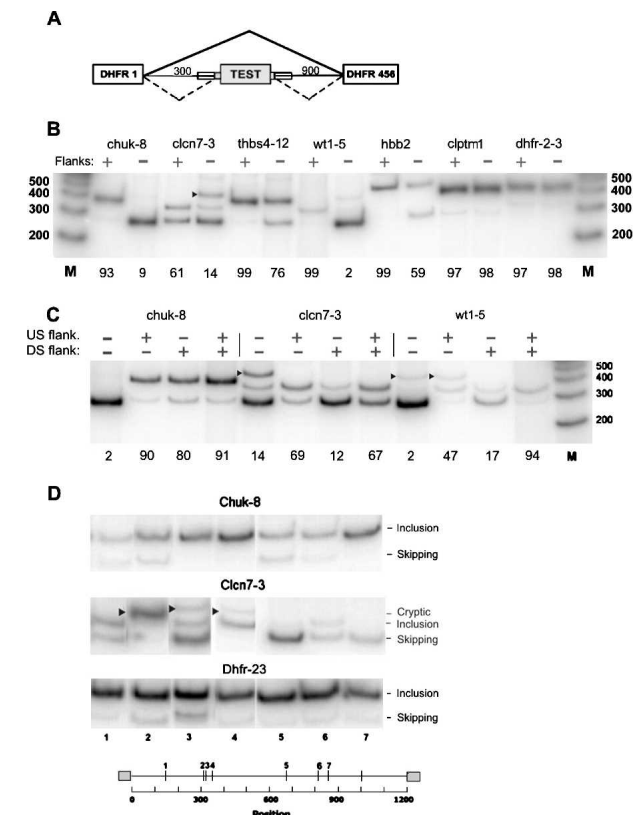 A
DHFR 1 300 TEST 900 DHFR 456
B
chuk-8 clcn7-3 thbs4-12 wt1-5 hbb2 clptm1 dhfr-2-3
Flanks: + − + − + − + − + − + − + −
500 500
400 400
300 300
200 200
M 93 9 61 14 99 76 99 2 99 59 97 98 97 98 M
C
chuk-8 clcn7-3 wt1-5
US flank. − + − + − + − + − + − +
DS flank: − − + + − − + + − − + +
500
400
300
200
2 90 80 91 14 69 12 67 2 47 17 94 M
D
Chuk-8
Inclusion
Skipping
Clcn7-3
Cryptic
Inclusion
Skipping
Dhfr-23
Inclusion
Skipping
1 2 3 4 5 6 7
1 2 3 4 5 6 7
0 300 600 900 1200
Position